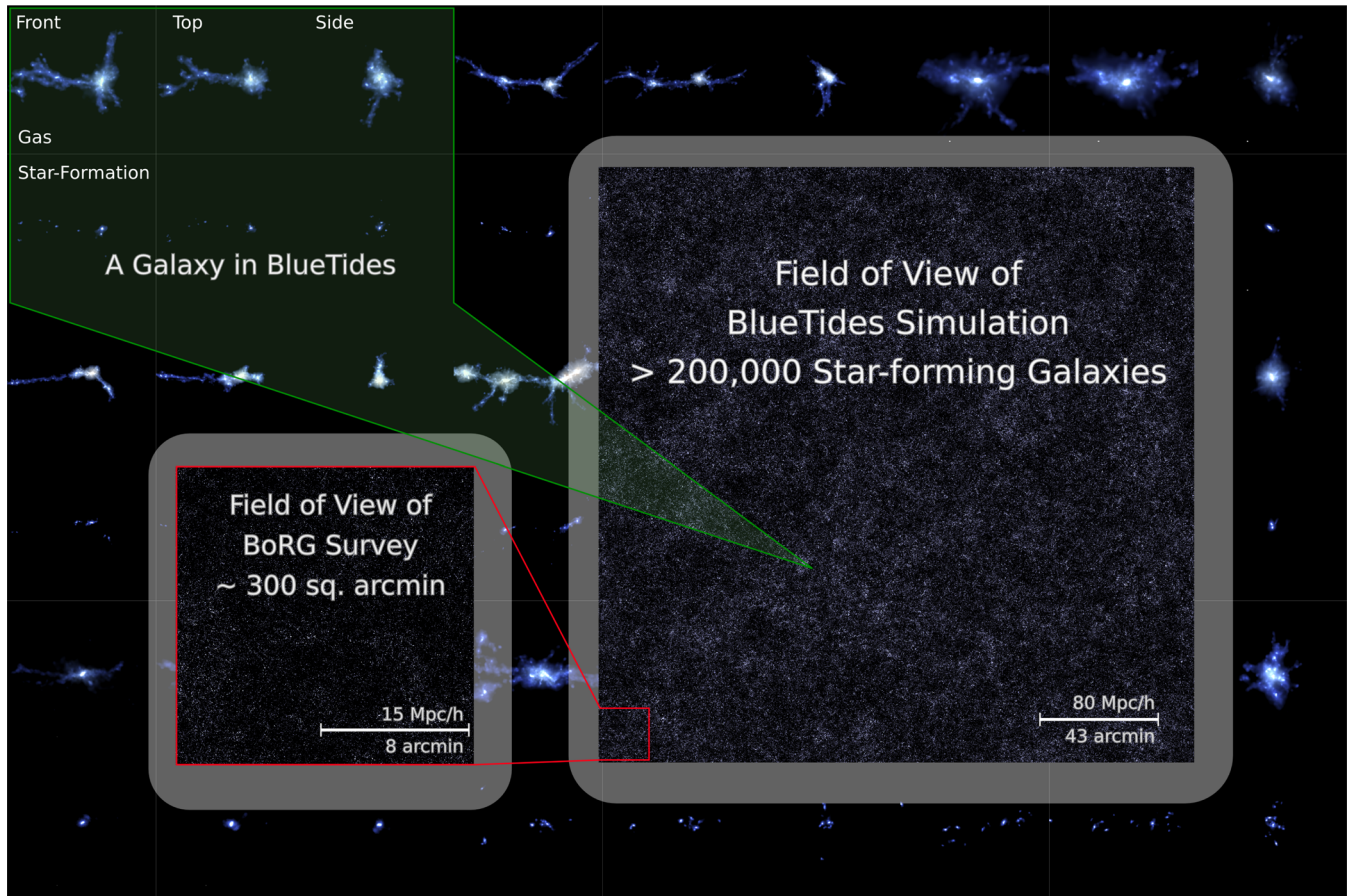 Front
Top
Side
Gas
Star-Formation
A Galaxy in BlueTides
Field of View of
BlueTides Simulation
> 200,000 Star-forming Galaxies
80 Mpc/h
43 arcmin
Field of View of
BoRG Survey
~ 300 sq. arcmin
15 Mpc/h
8 arcmin